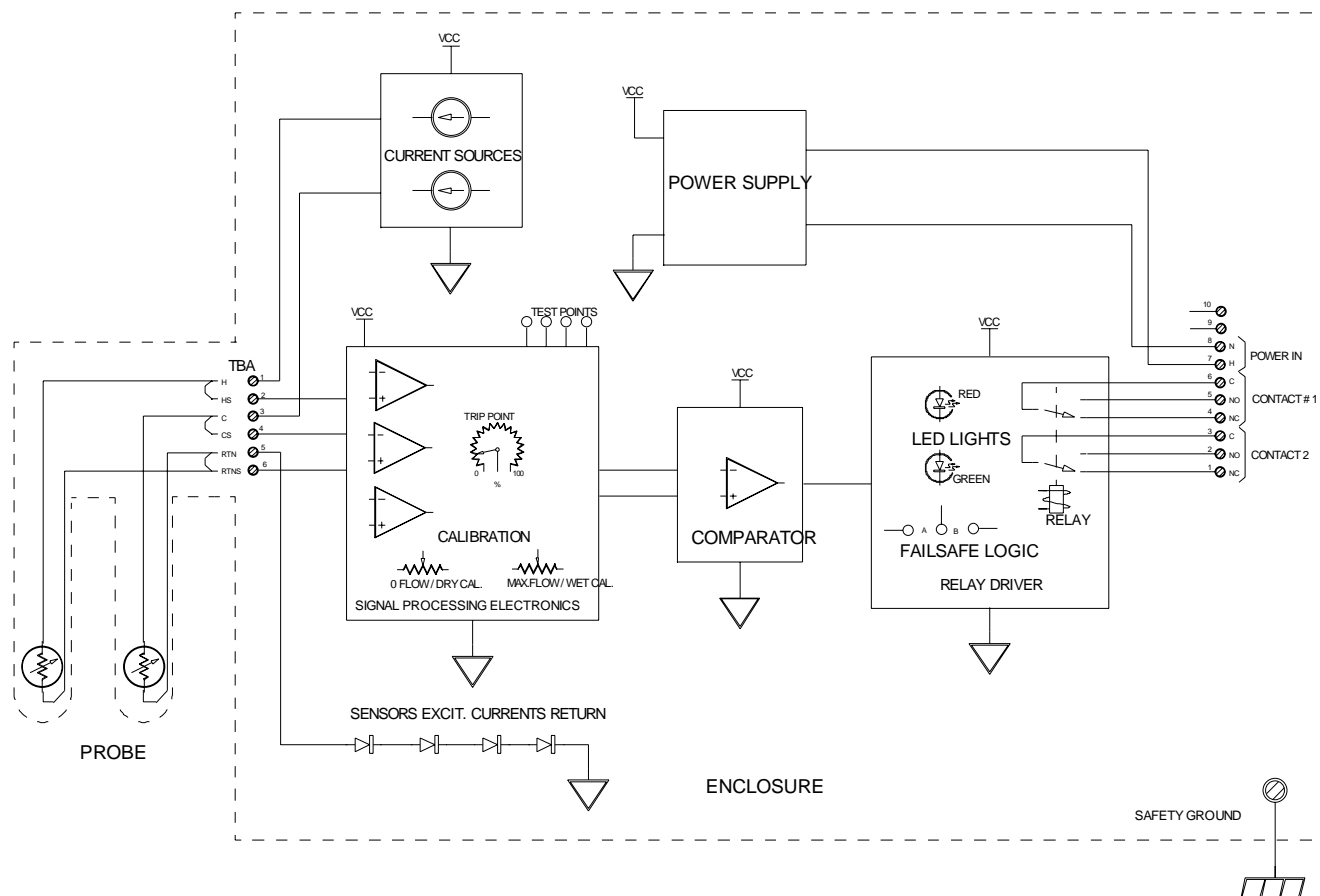 VCC
CURRENT SOURCES
VCC
POWER SUPPLY
VCC
TEST POINTS
TRIP POINT
0
100
%
CALIBRATION
0 FLOW / DRY CAL.
MAX.FLOW / WET CAL.
SIGNAL PROCESSING ELECTRONICS
TBA
H
1
HS
2
C
3
CS
4
RTN
5
RTNS
6
PROBE
VCC
COMPARATOR
VCC
RED
LED LIGHTS
GREEN
RELAY
A
B
FAILSAFE LOGIC
RELAY DRIVER
10
9
8
N
7
H
POWER IN
6
C
5
NO
4
NC
CONTACT # 1
3
C
2
NO
1
NC
CONTACT 2
SENSORS EXCIT. CURRENTS RETURN
ENCLOSURE
SAFETY GROUND